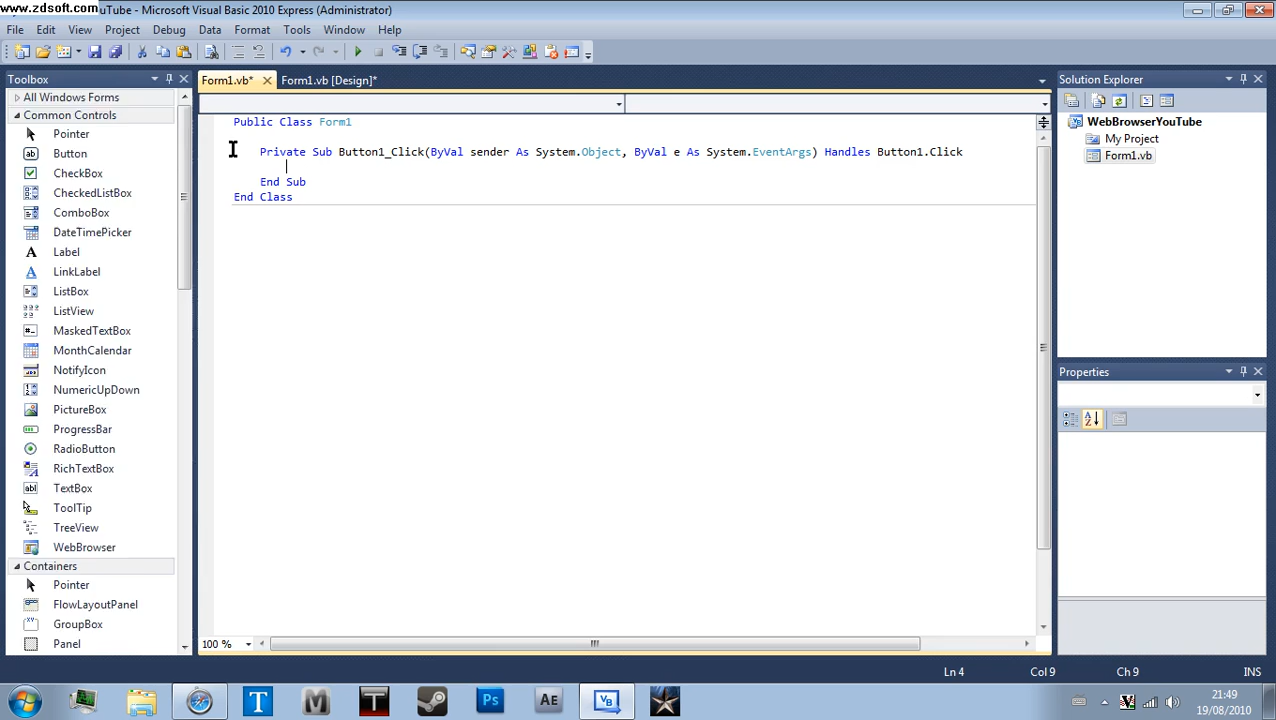 www.zdsoft.com
YouTube - Microsoft Visual Basic 2010 Express (Administrator)
File Edit View Project Debug Data Format Tools Window Help
Toolbox
All Windows Forms
Common Controls
Pointer
Button
CheckBox
CheckedListBox
ComboBox
DateTimePicker
A Label
A LinkLabel
ListBox
ListView
MaskedTextBox
MonthCalendar
NotifyIcon
NumericUpDown
PictureBox
ProgressBar
RadioButton
RichTextBox
abl TextBox
ToolTip
TreeView
WebBrowser
Containers
Pointer
FlowLayoutPanel
GroupBox
Panel
Form1.vb* Form1.vb [Design]*
Public Class Form1
Private Sub Button1_Click(ByVal sender As System.Object, ByVal e As System.EventArgs) Handles Button1.Click
End Sub
End Class
100 %
Solution Explorer
WebBrowserYouTube
My Project
Form1.vb
Properties
Ln 4 Col 9 Ch 9 INS
T M T Ps AE VB
21:49
19/08/2010